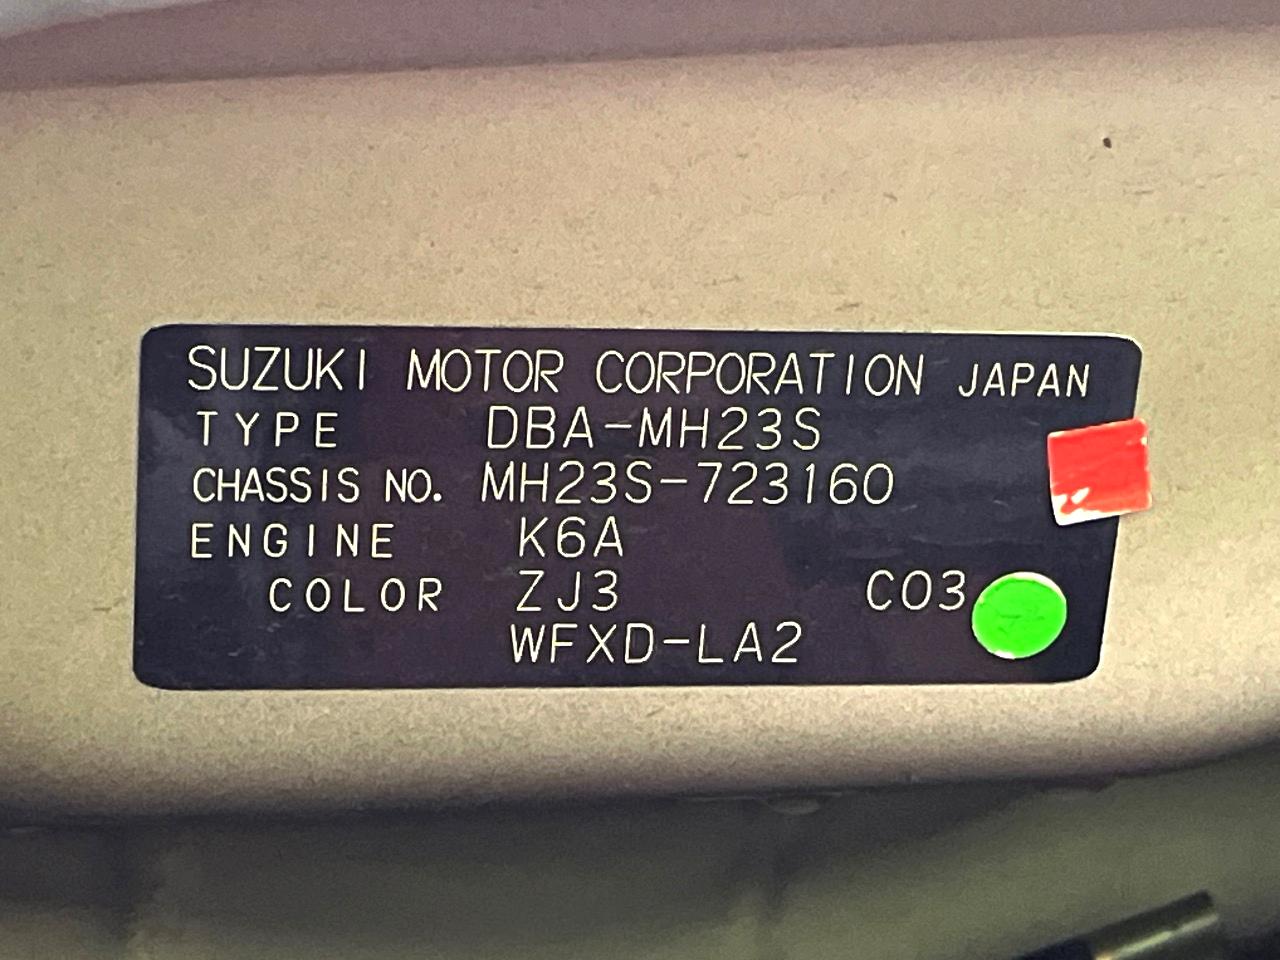 SUZUKI MOTOR CORPORATION JAPAN
TYPE DBA-MH23S
CHASSIS NO. MH23S-723160
ENGINE K6A
COLOR ZJ3 C03
WFXD-LA2